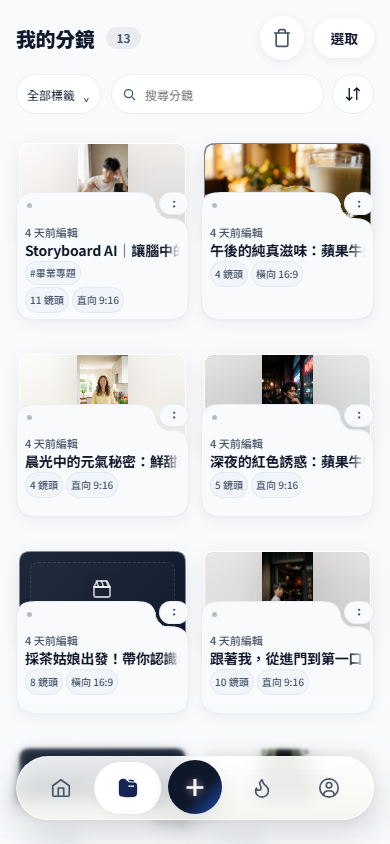 我的分鏡 13 選取
全部標籤 搜尋分鏡
4 天前編輯
Storyboard AI｜讓腦中的
#畢業專題
11 鏡頭 直向 9:16
4 天前編輯
午後的純真滋味：蘋果牛
4 鏡頭 橫向 16:9
4 天前編輯
晨光中的元氣秘密：鮮甜
4 鏡頭 直向 9:16
4 天前編輯
深夜的紅色誘惑：蘋果牛
5 鏡頭 直向 9:16
4 天前編輯
採茶姑娘出發！帶你認識
8 鏡頭 橫向 16:9
4 天前編輯
跟著我，從進門到第一口
10 鏡頭 直向 9:16